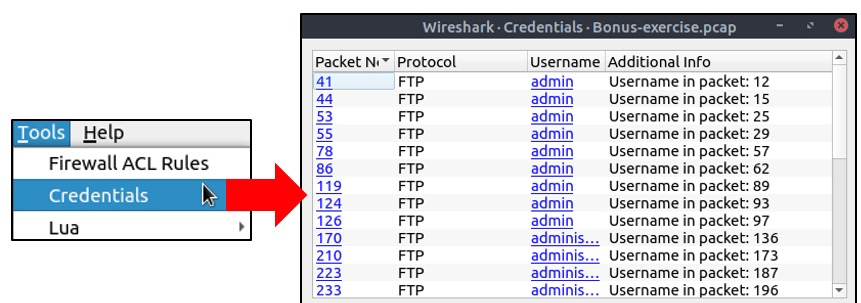 Tools Help
Firewall ACL Rules
Credentials
Lua
Wireshark · Credentials · Bonus-exercise.pcap
Packet No Protocol Username Additional Info
41 FTP admin Username in packet: 12
44 FTP admin Username in packet: 15
53 FTP admin Username in packet: 25
55 FTP admin Username in packet: 29
78 FTP admin Username in packet: 57
86 FTP admin Username in packet: 62
119 FTP admin Username in packet: 89
124 FTP admin Username in packet: 93
126 FTP admin Username in packet: 97
170 FTP adminis... Username in packet: 136
210 FTP adminis... Username in packet: 173
223 FTP adminis... Username in packet: 187
233 FTP adminis... Username in packet: 196